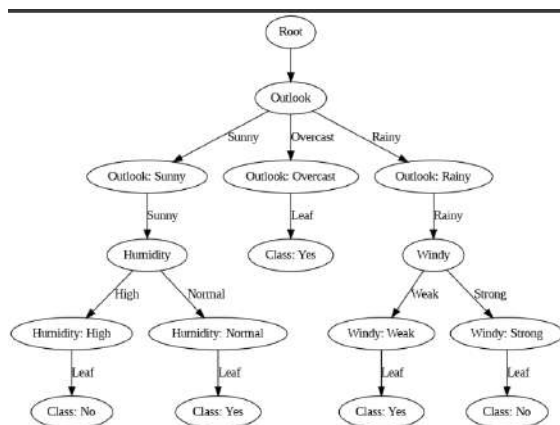 Root
Outlook
Sunny
Overcast
Rainy
Outlook: Sunny
Outlook: Overcast
Outlook: Rainy
Sunny
Leaf
Rainy
Humidity
Class: Yes
Windy
High
Normal
Weak
Strong
Humidity: High
Humidity: Normal
Windy: Weak
Windy: Strong
Leaf
Leaf
Leaf
Leaf
Class: No
Class: Yes
Class: Yes
Class: No